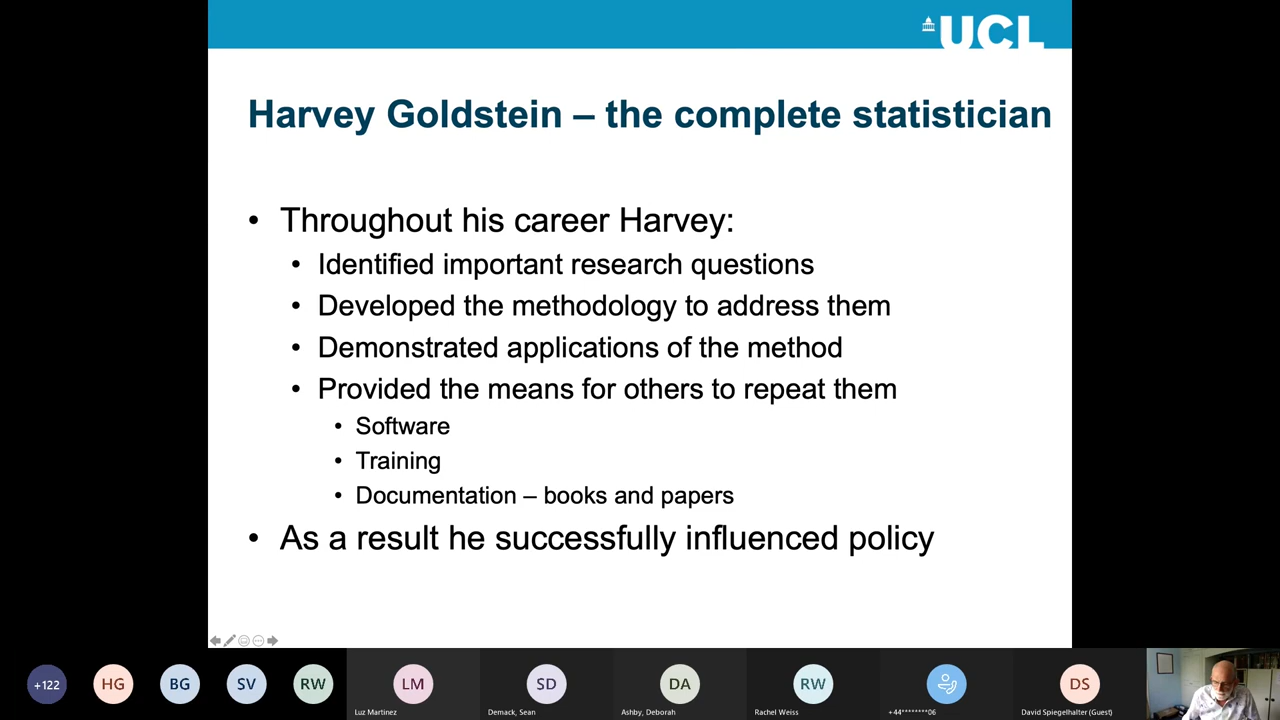 UCL
Harvey Goldstein – the complete statistician
• Throughout his career Harvey:
• Identified important research questions
• Developed the methodology to address them
• Demonstrated applications of the method
• Provided the means for others to repeat them
• Software
• Training
• Documentation – books and papers
• As a result he successfully influenced policy
+122
HG
BG
SV
RW
LM
SD
DA
RW
DS
Luz Martinez
Demack, Sean
Ashby, Deborah
Rachel Weiss
+44********06
David Spiegelhalter (Guest)